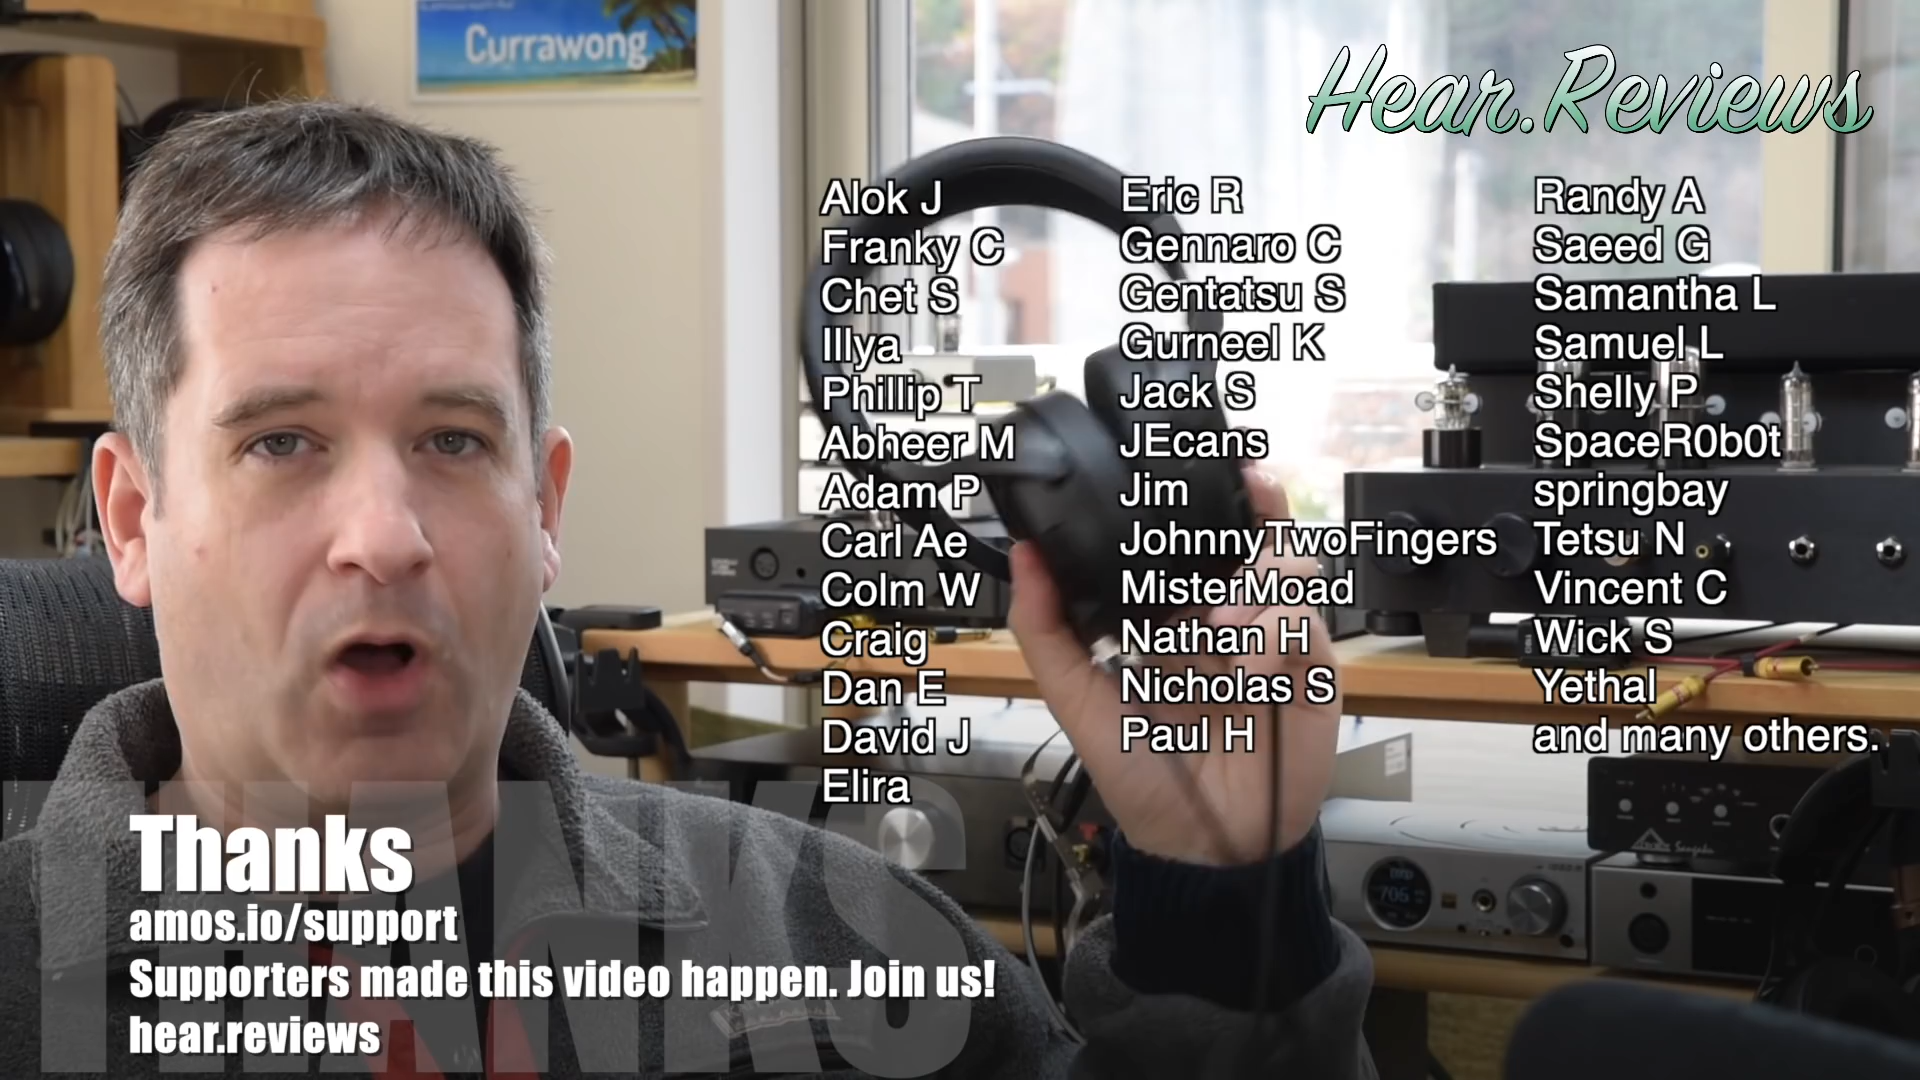 Currawong
Hear.Reviews
Alok J
Franky C
Chet S
Illya
Phillip T
Abheer M
Adam P
Carl Ae
Colm W
Craig
Dan E
David J
Elira
Eric R
Gennaro C
Gentatsu S
Gurneel K
Jack S
JEcans
Jim
JohnnyTwoFingers
MisterMoad
Nathan H
Nicholas S
Paul H
Randy A
Saeed G
Samantha L
Samuel L
Shelly P
SpaceR0b0t
springbay
Tetsu N
Vincent C
Wick S
Yethal
and many others.
THANKS
Thanks
amos.io/support
Supporters made this video happen. Join us!
hear.reviews